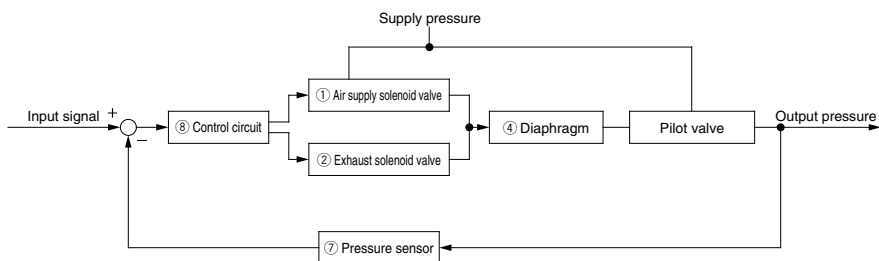 Supply pressure
① Air supply solenoid valve
Input signal
+
−
⑧ Control circuit
④ Diaphragm
Pilot valve
Output pressure
② Exhaust solenoid valve
⑦ Pressure sensor